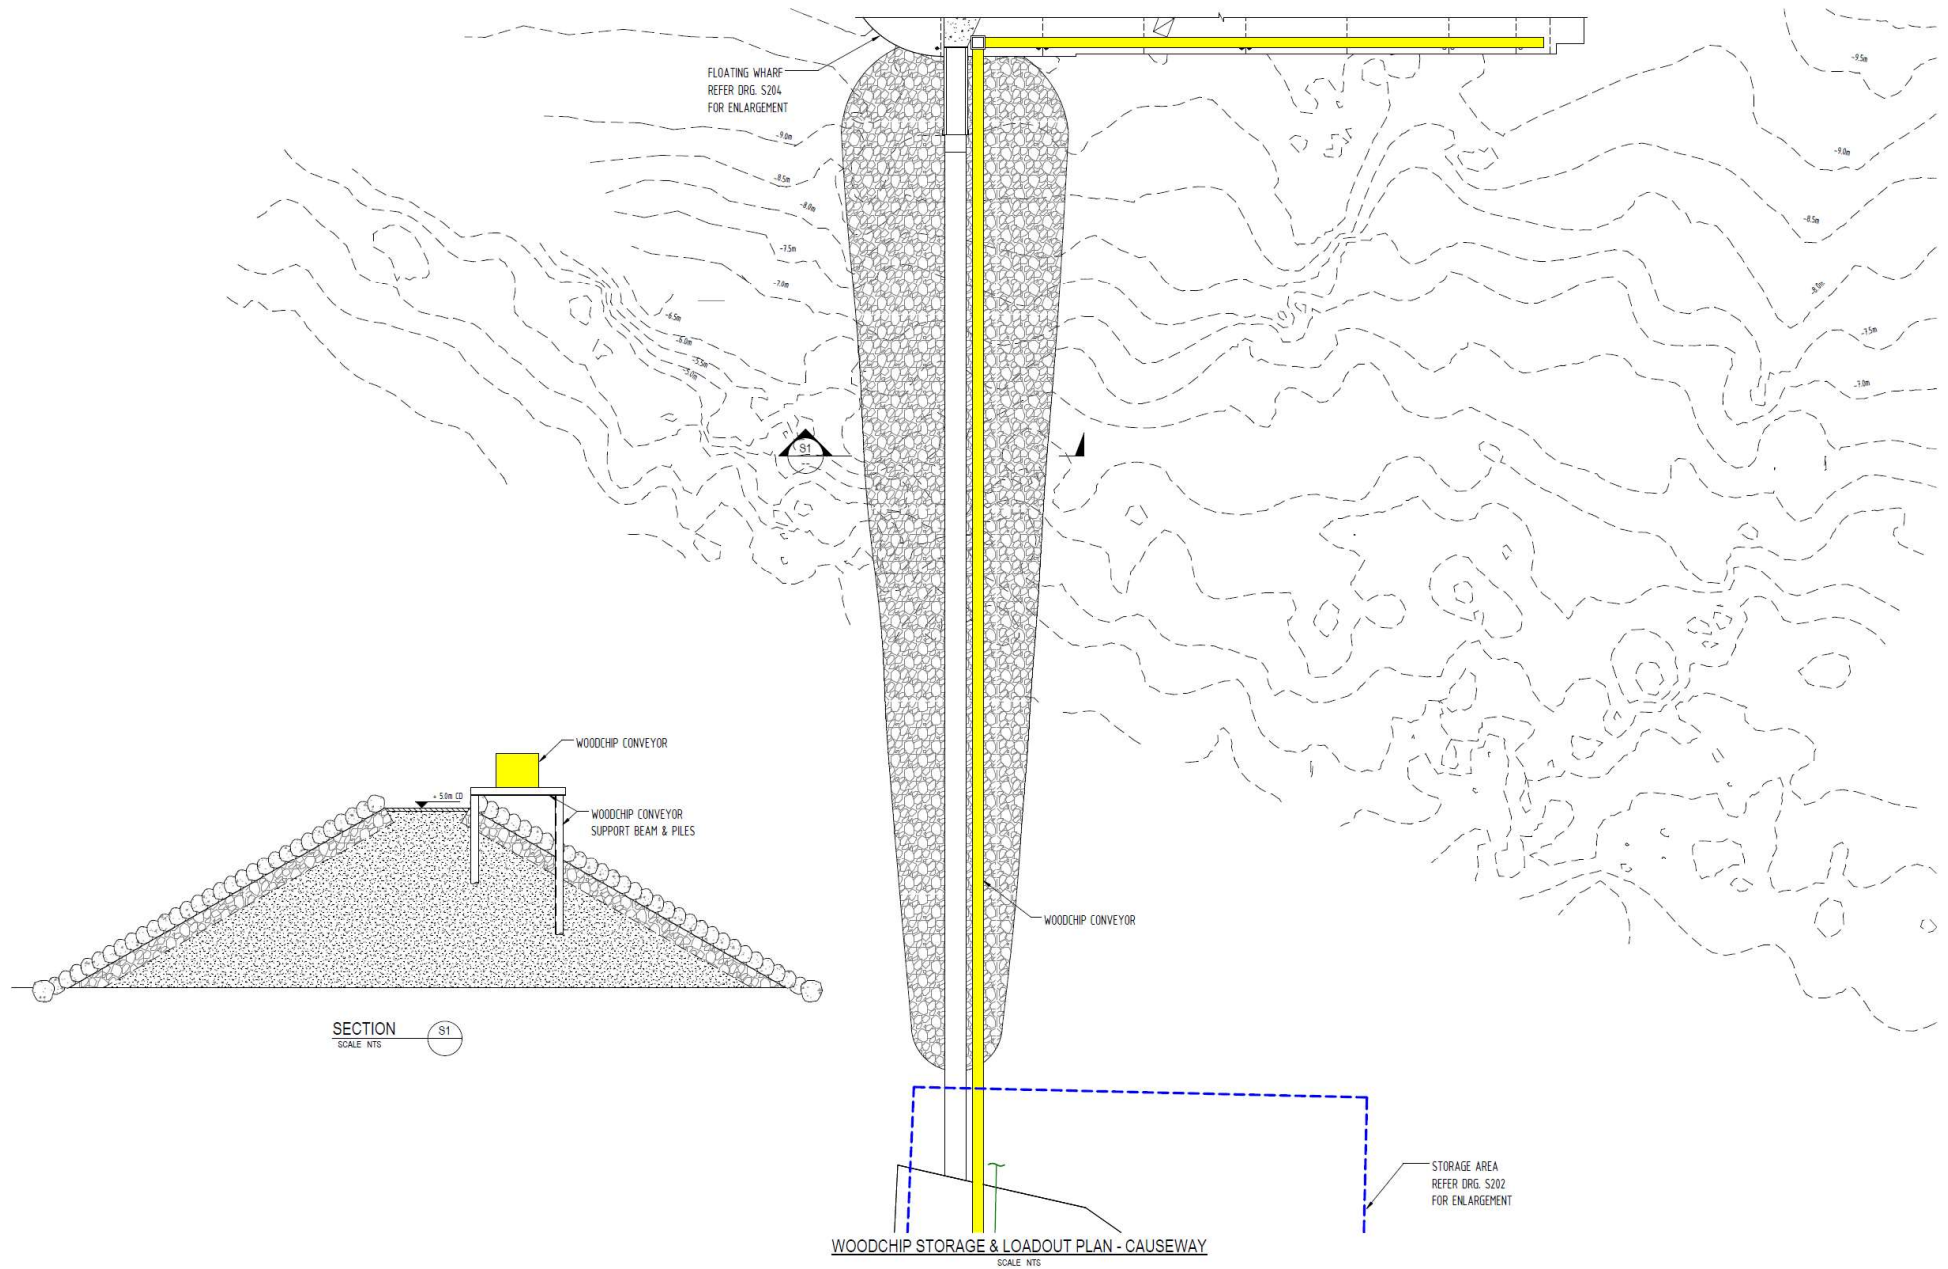 FLOATING WHARF
REFER DRG. S204
FOR ENLARGEMENT
-9.5m
-9.0m
-9.0m
-8.5m
-8.0m
-8.5m
-7.5m
-7.0m
-8.0m
-6.5m
-6.0m
-5.5m
-5.0m
-7.5m
-7.0m
S1
--
WOODCHIP CONVEYOR
+ 5.0m CD
WOODCHIP CONVEYOR
SUPPORT BEAM & PILES
WOODCHIP CONVEYOR
SECTION
S1
SCALE NTS
STORAGE AREA
REFER DRG. S202
FOR ENLARGEMENT
WOODCHIP STORAGE & LOADOUT PLAN - CAUSEWAY
SCALE NTS